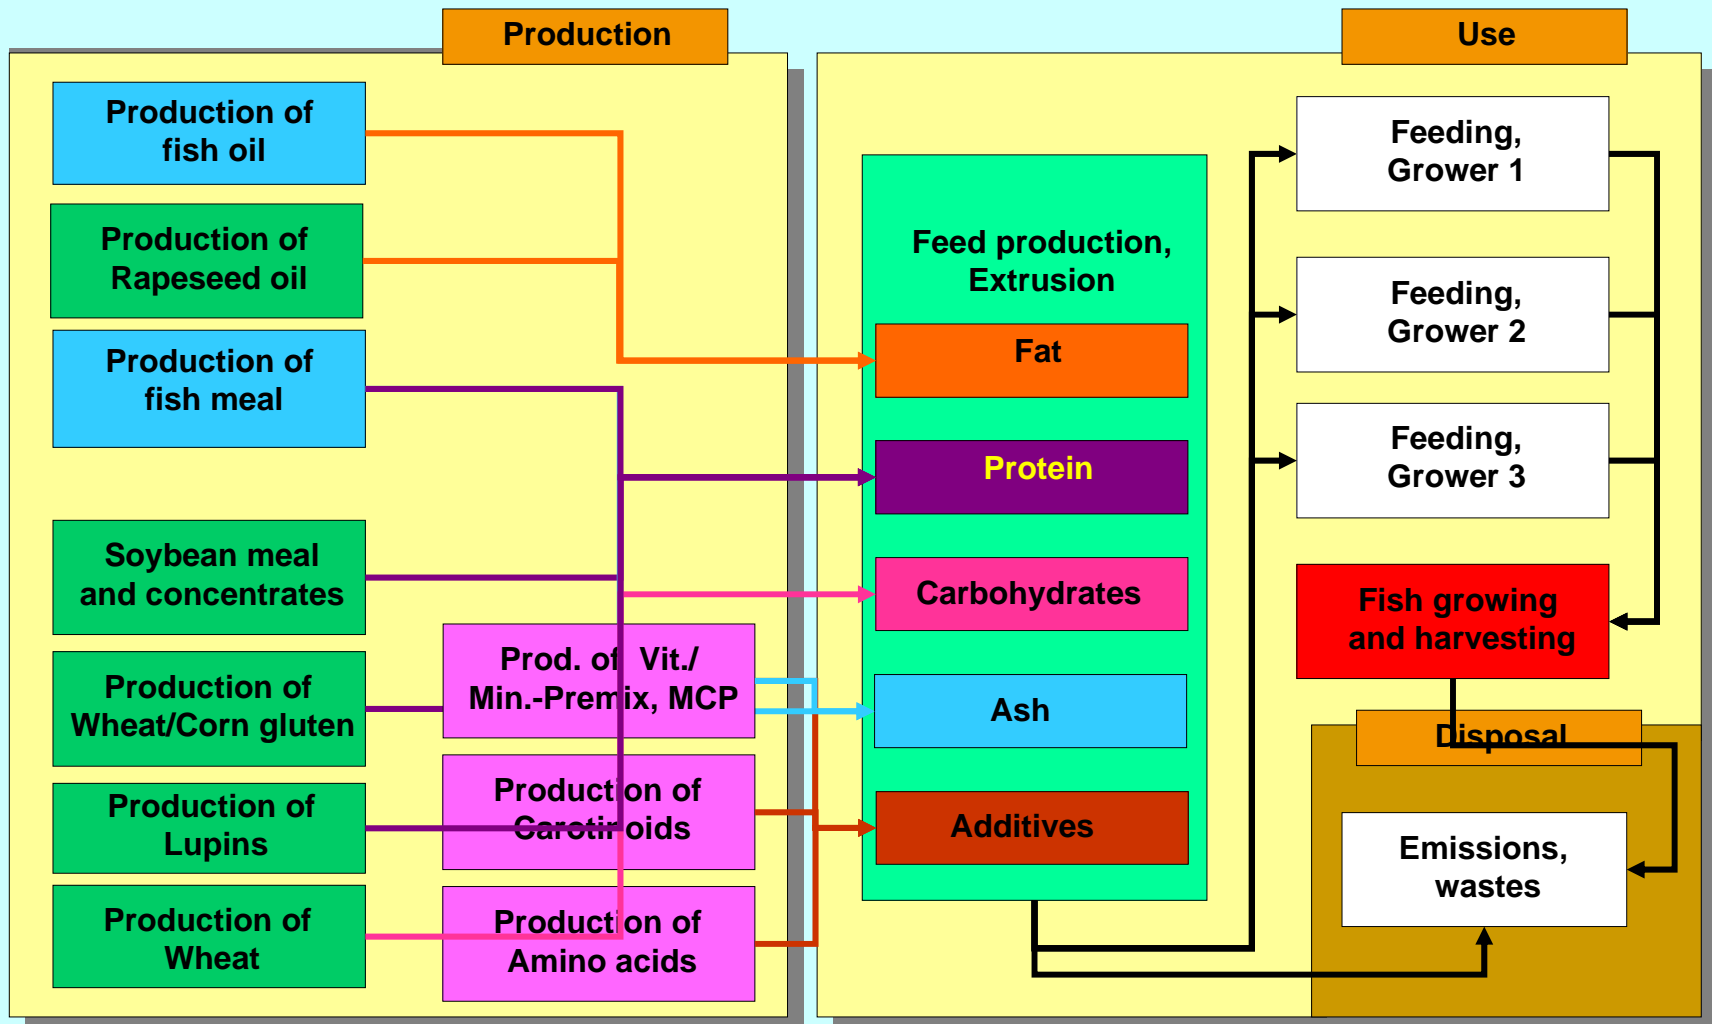 Production
Production of
fish oil
Production of
Rapeseed oil
Production of
fish meal
Soybean meal
and concentrates
Production of
Wheat/Corn gluten
Production of
Lupins
Production of
Wheat
Prod. of Vit./
Min.-Premix, MCP
Production of
Carotinoids
Production of
Amino acids
Use
Feed production,
Extrusion
Fat
Protein
Carbohydrates
Ash
Additives
Feeding,
Grower 1
Feeding,
Grower 2
Feeding,
Grower 3
Fish growing
and harvesting
Disposal
Emissions,
wastes